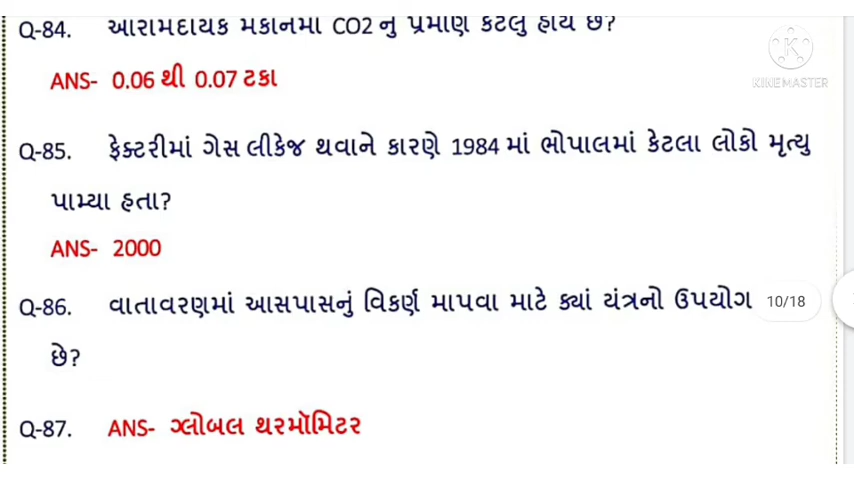 Q-84. આરામદાયક મકાનમાં CO2 નું પ્રમાણ કેટલું હોય છે?
KINEMASTER
ANS- 0.06 થી 0.07 ટકા
Q-85. ફેક્ટરીમાં ગેસ લીકેજ થવાને કારણે 1984 માં ભોપાલમાં કેટલા લોકો મૃત્યુ
પામ્યા હતા?
ANS- 2000
Q-86. વાતાવરણમાં આસપાસનું વિકર્ણ માપવા માટે ક્યાં યંત્રનો ઉપયોગ
10/18
છે?
Q-87. ANS- ગ્લોબલ થરમૉમિટર